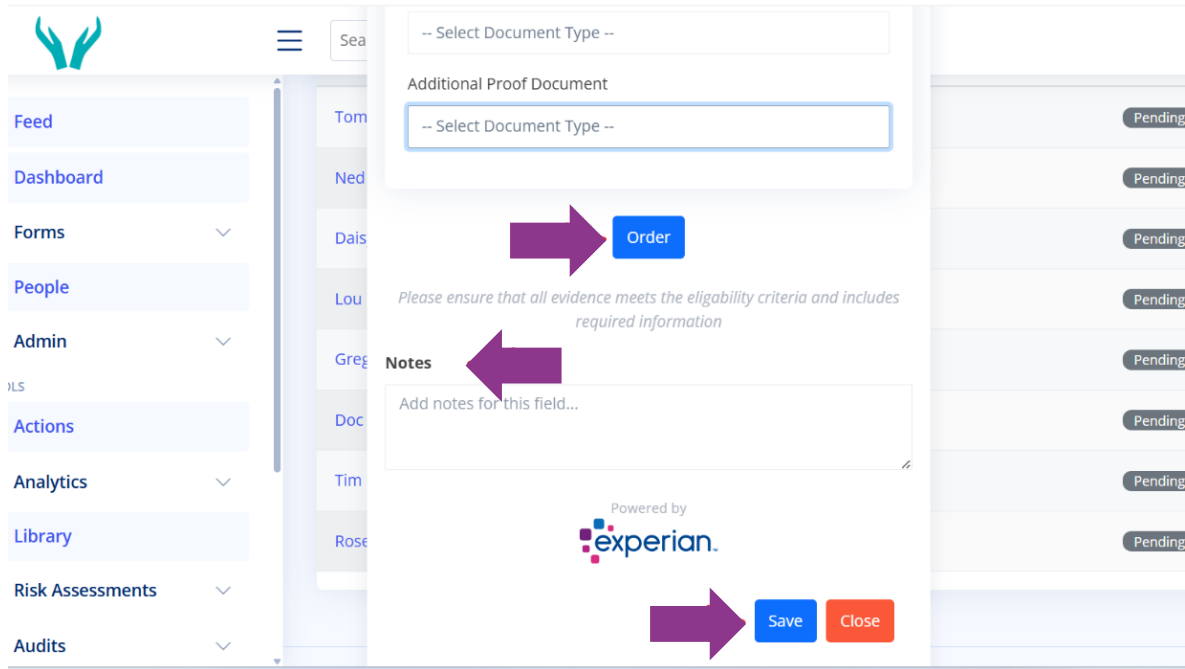 Sea
Feed
Dashboard
Forms
People
Admin
OLS
Actions
Analytics
Library
Risk Assessments
Audits
Tom
Ned
Dais
Lou
Greg
Doc
Tim
Rose
-- Select Document Type --
Additional Proof Document
-- Select Document Type --
Order
Please ensure that all evidence meets the eligability criteria and includes
required information
Notes
Add notes for this field...
Powered by
experian.
Save
Close
Pending
Pending
Pending
Pending
Pending
Pending
Pending
Pending